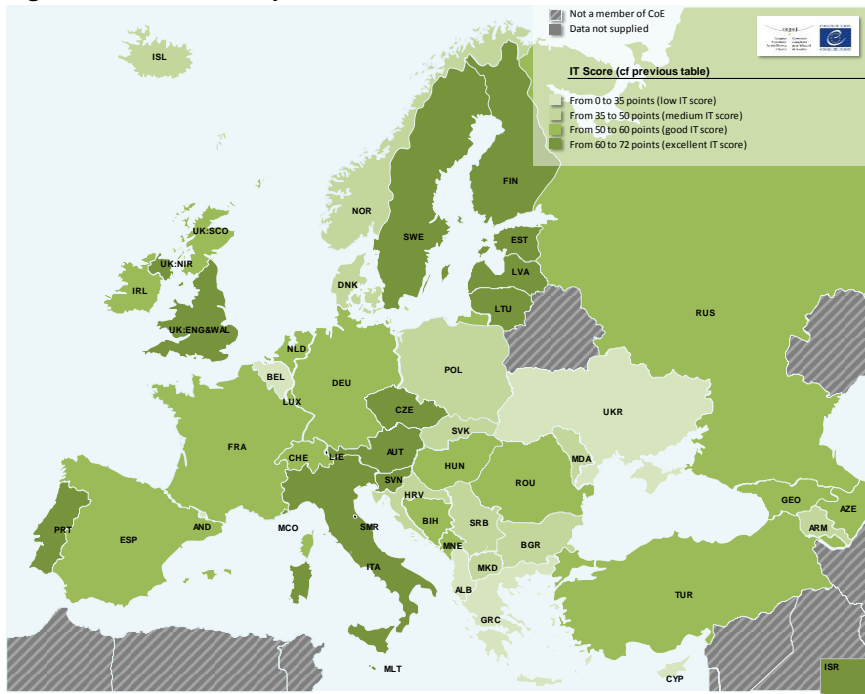 Not a member of CoE
Data not supplied
IT Score (cf previous table)
From 0 to 35 points (low IT score)
From 35 to 50 points (medium IT score)
From 50 to 60 points (good IT score)
From 60 to 72 points (excellent IT score)
ISL
FIN
NOR
UK:SCO
SWE
EST
UK:NIR
LVA
DNK
IRL
LTU
RUS
UK:ENG&WAL
NLD
POL
BEL
DEU
LUX
CZE
UKR
SVK
FRA
AUT
CHE
LIE
MDA
HUN
SVN
ROU
HRV
GEO
AZE
BIH
SRB
AND
MCO
SMR
ARM
PRT
ESP
MNE
BGR
ITA
MKD
ALB
TUR
GRC
MLT
ISR
CYP